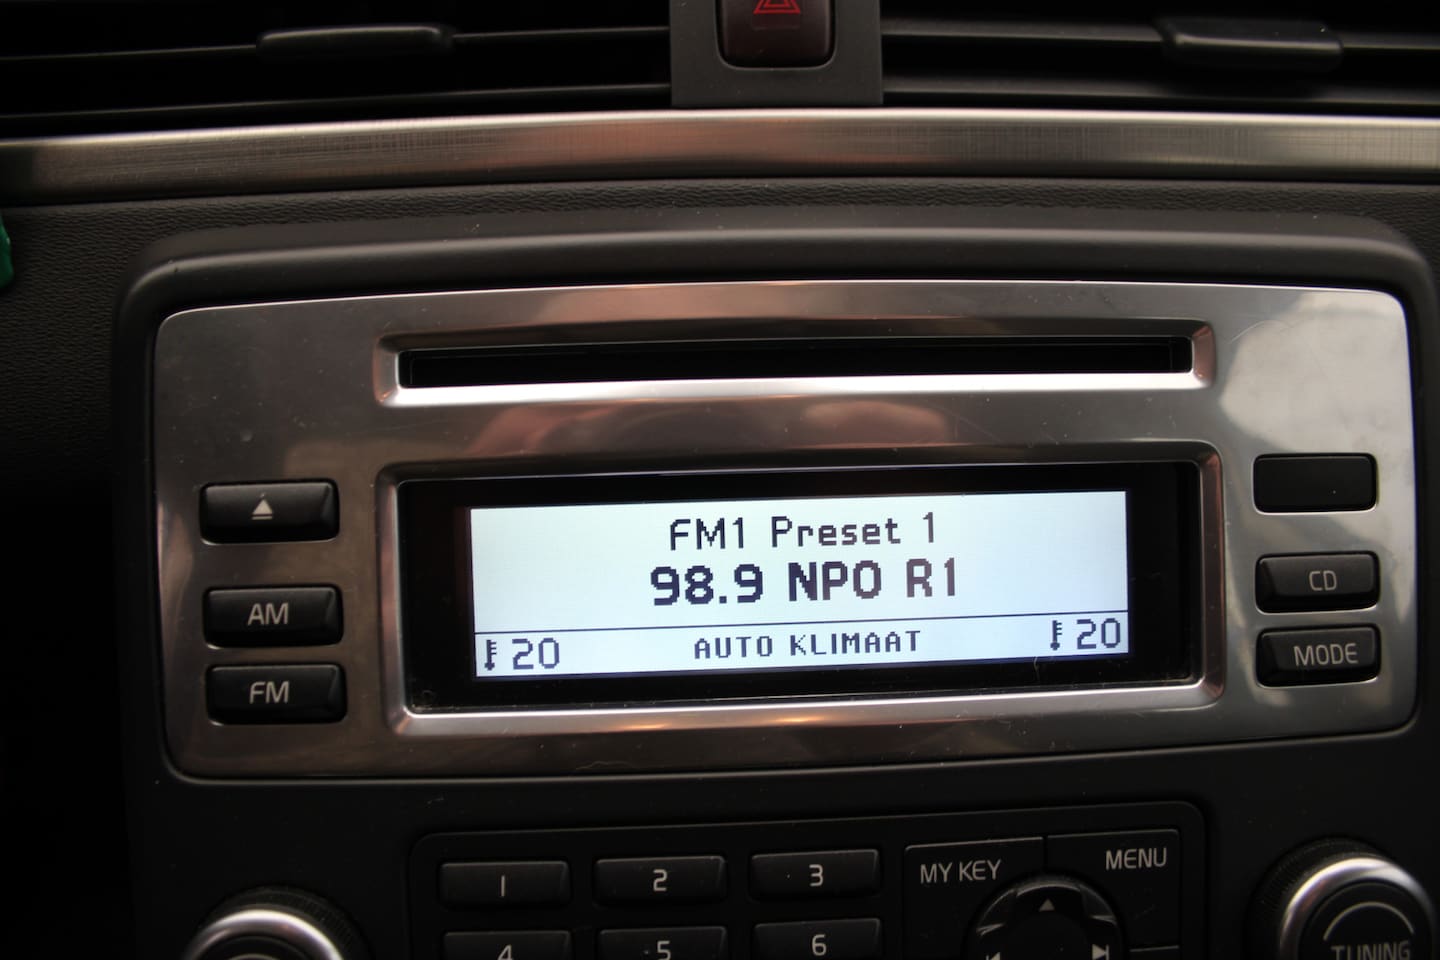 FM1 Preset 1
98.9 NPO R1
20 AUTO KLIMAAT 20
AM
FM
CD
MODE
1 2 3
4 5 6
MY KEY
MENU
TUNING